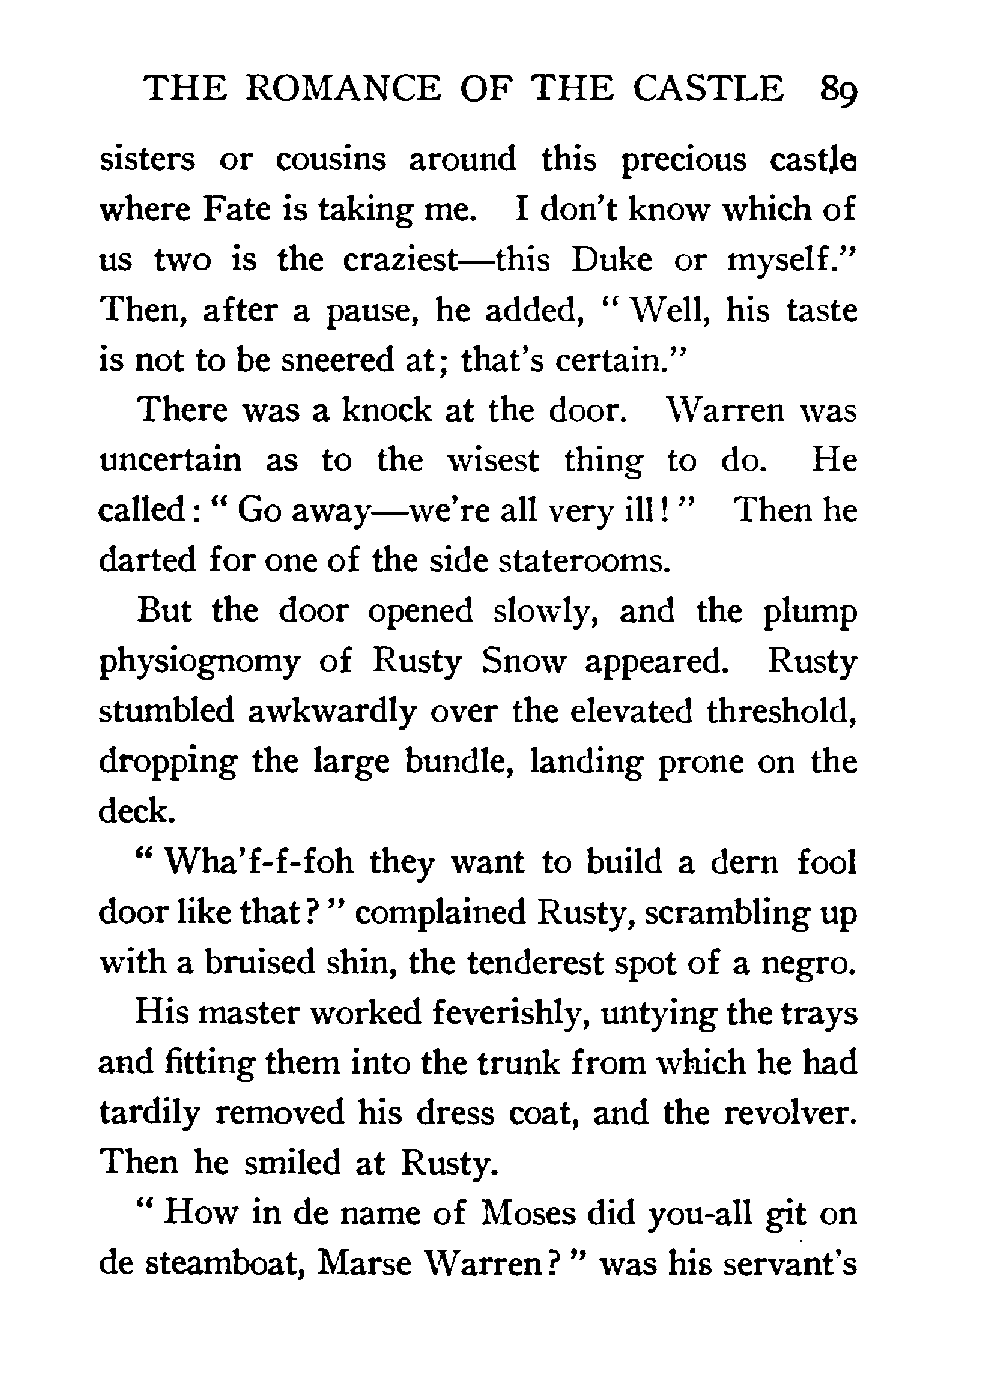 THE ROMANCE OF THE CASTLE 89
sisters or cousins around this precious castle
where Fate is taking me. I don't know which of
us two is the craziest—this Duke or myself."
Then, after a pause, he added, " Well, his taste
is not to be sneered at; that's certain."
There was a knock at the door. Warren was
uncertain as to the wisest thing to do. He
called : " Go away—we're all very ill ! " Then he
darted for one of the side staterooms.
But the door opened slowly, and the plump
physiognomy of Rusty Snow appeared. Rusty
stumbled awkwardly over the elevated threshold,
dropping the large bundle, landing prone on the
deck.
" Wha'f-f-foh they want to build a dern fool
door like that ? " complained Rusty, scrambling up
with a bruised shin, the tenderest spot of a negro.
His master worked feverishly, untying the trays
and fitting them into the trunk from which he had
tardily removed his dress coat, and the revolver.
Then he smiled at Rusty.
" How in de name of Moses did you-all git on
de steamboat, Marse Warren ? " was his servant's